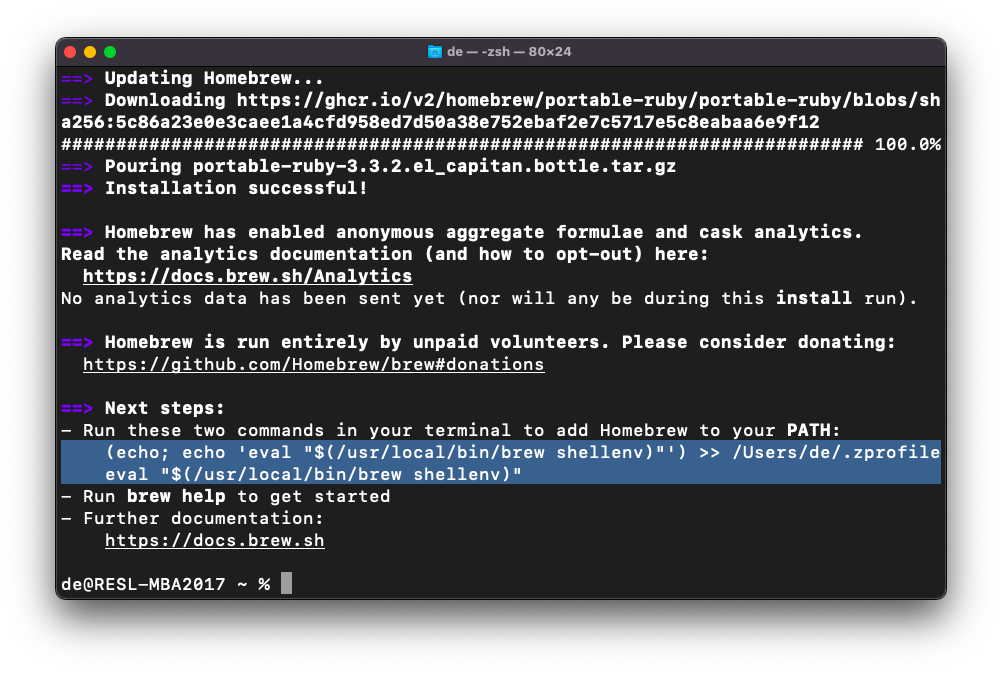 de — -zsh — 80×24
==> Updating Homebrew...
==> Downloading https://ghcr.io/v2/homebrew/portable-ruby/portable-ruby/blobs/sh
a256:5c86a23e0e3caee1a4cfd958ed7d50a38e752ebaf2e7c5717e5c8eabaa6e9f12
######################################################################### 100.0%
==> Pouring portable-ruby-3.3.2.el_capitan.bottle.tar.gz
==> Installation successful!
==> Homebrew has enabled anonymous aggregate formulae and cask analytics.
Read the analytics documentation (and how to opt-out) here:
https://docs.brew.sh/Analytics
No analytics data has been sent yet (nor will any be during this install run).
==> Homebrew is run entirely by unpaid volunteers. Please consider donating:
https://github.com/Homebrew/brew#donations
==> Next steps:
- Run these two commands in your terminal to add Homebrew to your PATH:
(echo; echo 'eval "$(/usr/local/bin/brew shellenv)"') >> /Users/de/.zprofile
eval "$(/usr/local/bin/brew shellenv)"
- Run brew help to get started
- Further documentation:
https://docs.brew.sh
de@RESL-MBA2017 ~ %